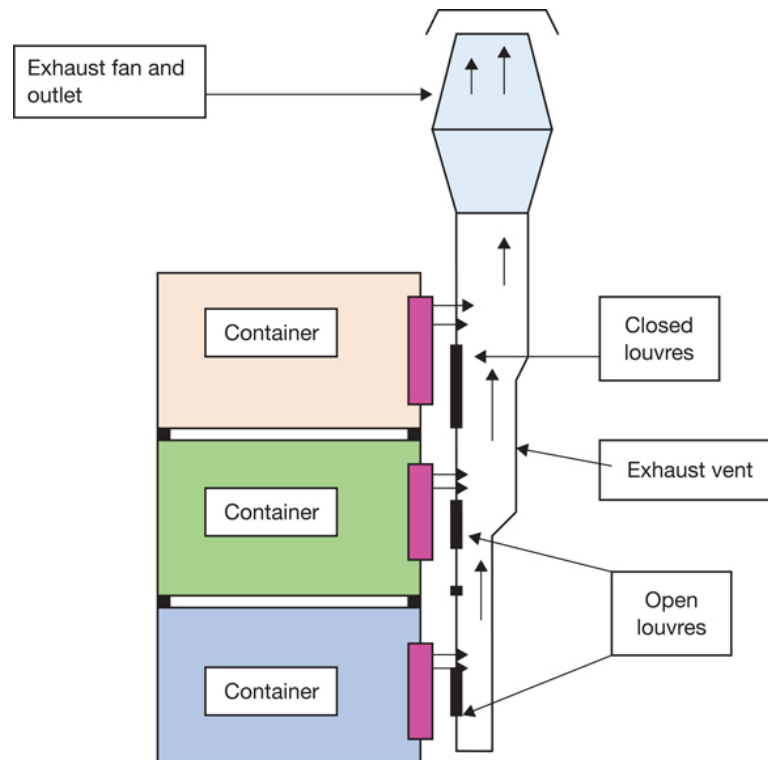 Exhaust fan and
outlet
Container
Closed
louvres
Exhaust vent
Container
Open
louvres
Container